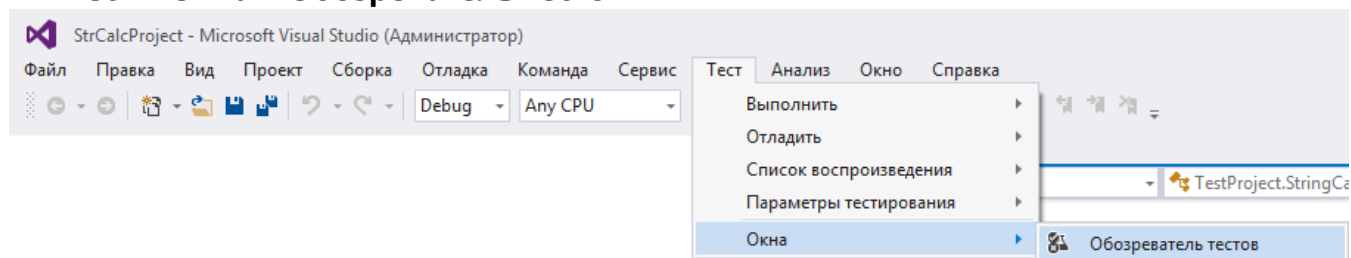 StrCalcProject - Microsoft Visual Studio (Администратор)
Файл Правка Вид Проект Сборка Отладка Команда Сервис Тест Анализ Окно Справка
Debug Any CPU
Выполнить
Отладить
Список воспроизведения
TestProject.StringCa
Параметры тестирования
Окна
Обозреватель тестов